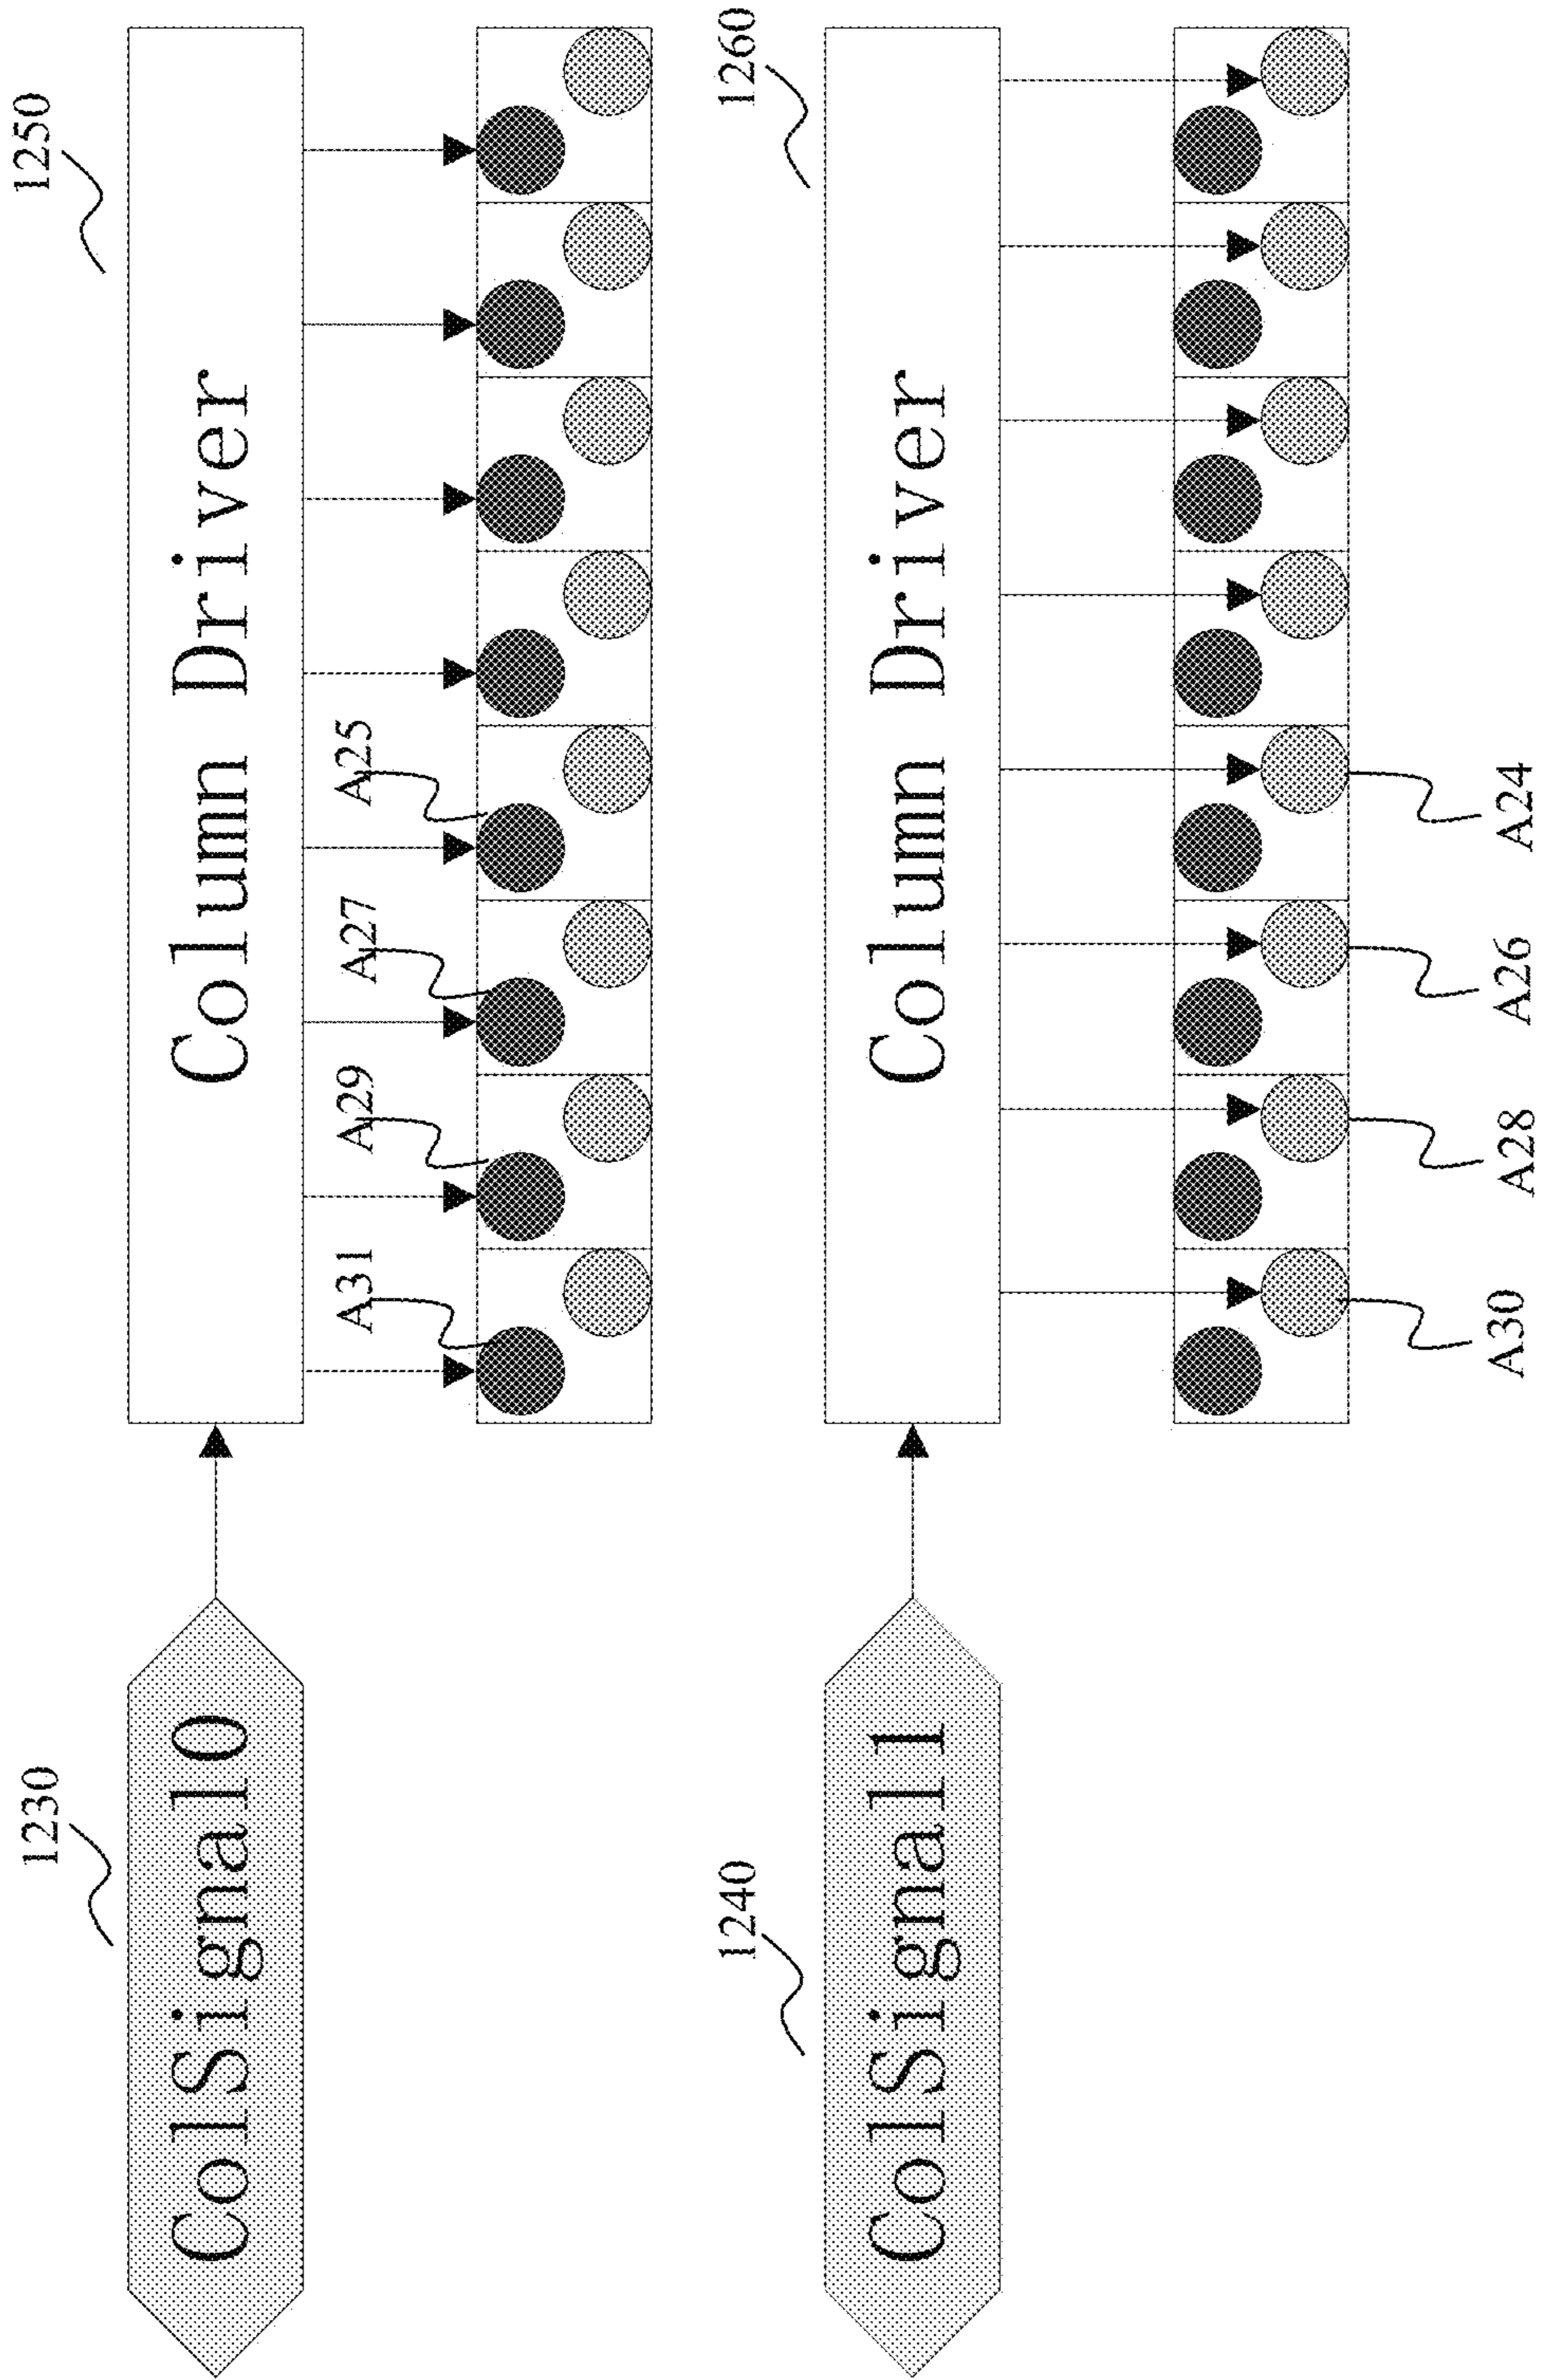 1230
1250
ColSignal0
Column Driver
A31
A29
A27
A25
1240
1260
ColSignal1
Column Driver
A30
A28
A26
A24